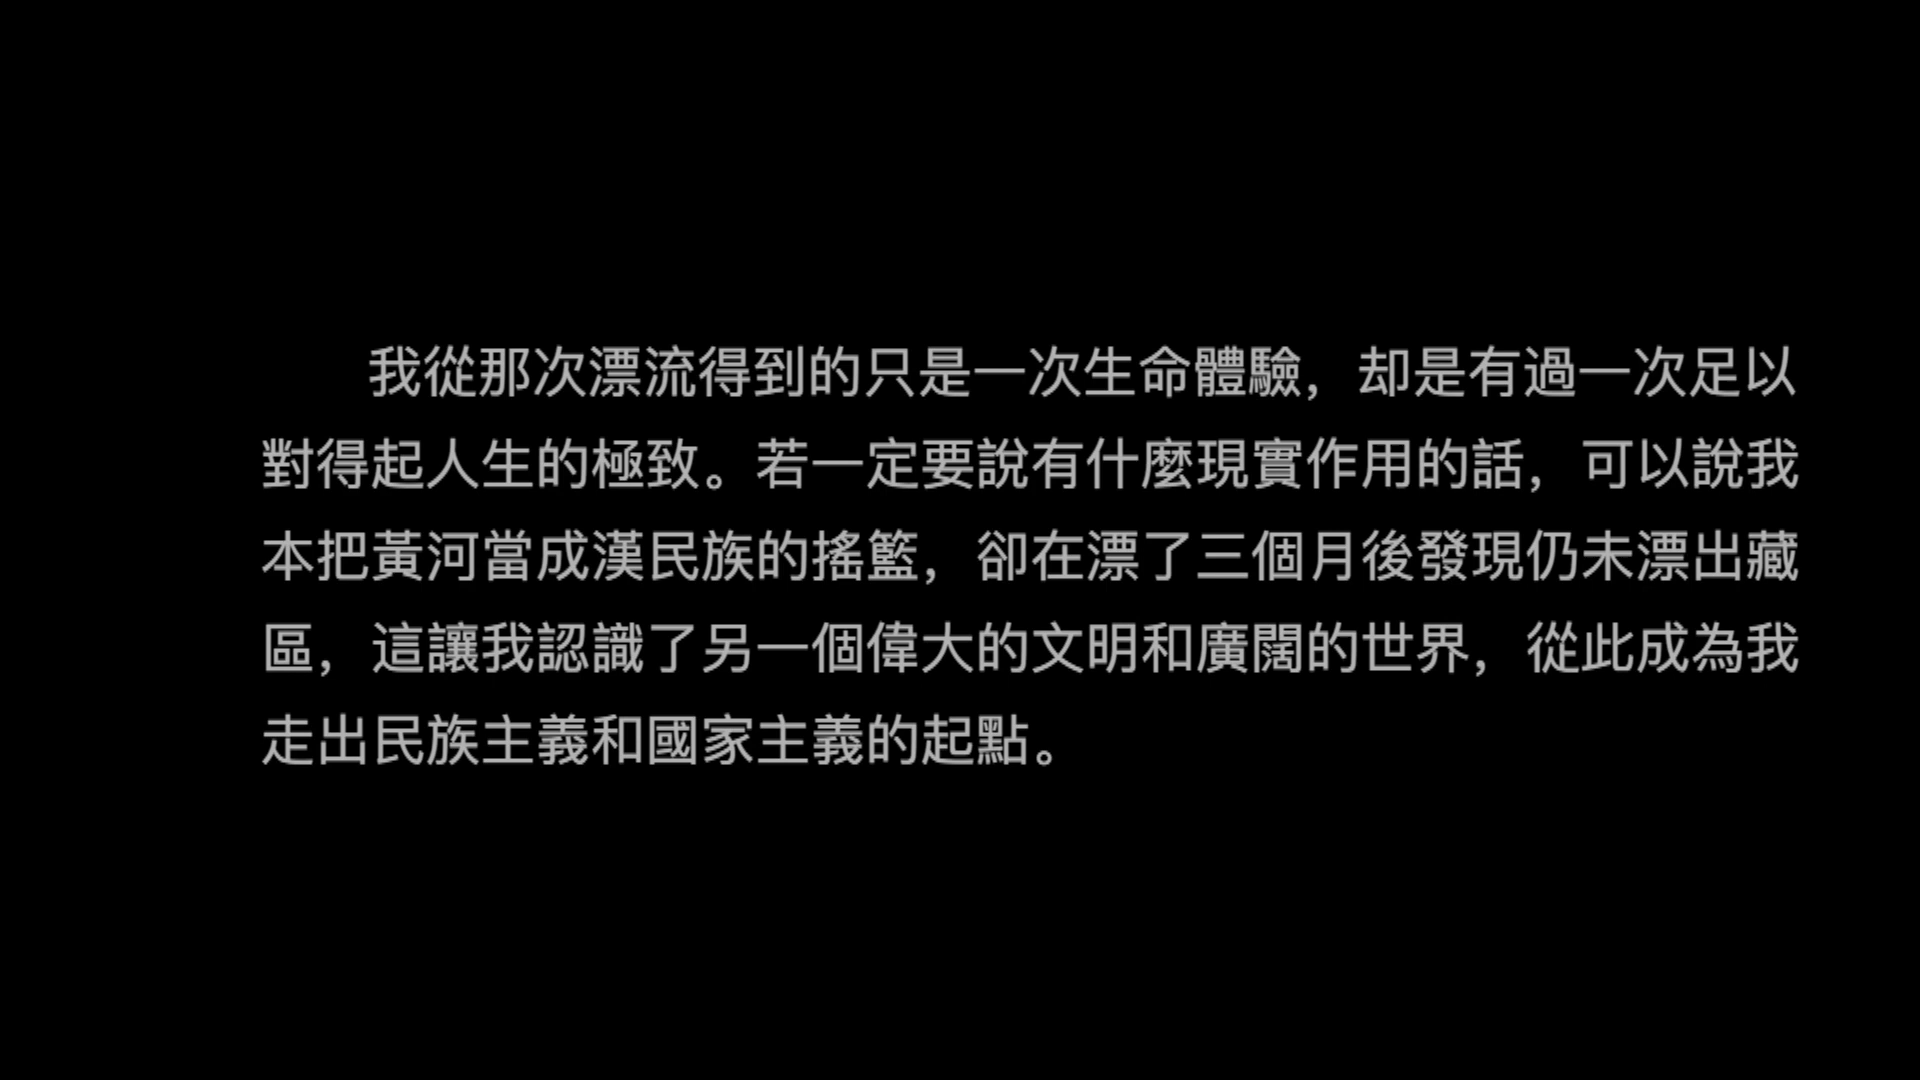 我從那次漂流得到的只是一次生命體驗，却是有過一次足以
對得起人生的極致。若一定要說有什麼現實作用的話，可以說我
本把黃河當成漢民族的搖籃，卻在漂了三個月後發現仍未漂出藏
區，這讓我認識了另一個偉大的文明和廣闊的世界，從此成為我
走出民族主義和國家主義的起點。